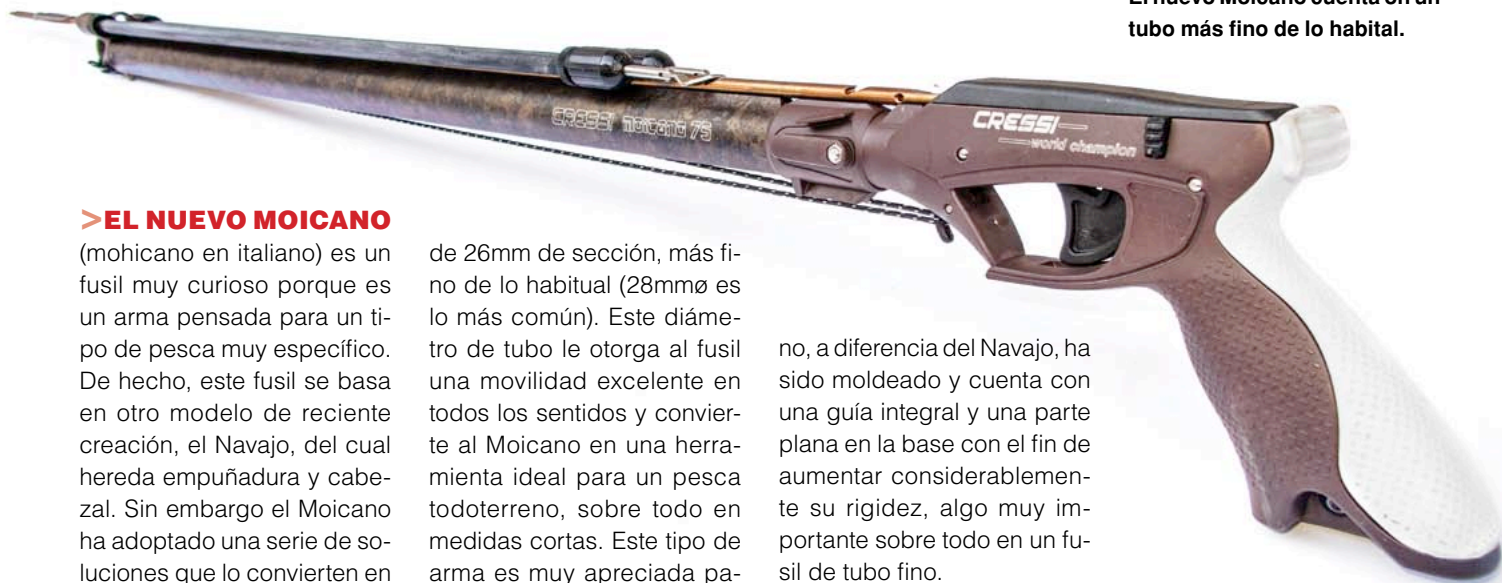 El nuevo Moicano cuenta on un
tubo más fino de lo habital.
CRESSI moicano 75
CRESSI
world champion
>EL NUEVO MOICANO
(mohicano en italiano) es un
fusil muy curioso porque es
un arma pensada para un ti-
po de pesca muy específico.
De hecho, este fusil se basa
en otro modelo de reciente
creación, el Navajo, del cual
hereda empuñadura y cabe-
zal. Sin embargo el Moicano
ha adoptado una serie de so-
luciones que lo convierten en
de 26mm de sección, más fi-
no de lo habitual (28mmø es
lo más común). Este diáme-
tro de tubo le otorga al fusil
una movilidad excelente en
todos los sentidos y convier-
te al Moicano en una herra-
mienta ideal para un pesca
todoterreno, sobre todo en
medidas cortas. Este tipo de
arma es muy apreciada pa-
no, a diferencia del Navajo, ha
sido moldeado y cuenta con
una guía integral y una parte
plana en la base con el fin de
aumentar considerablemen-
te su rigidez, algo muy im-
portante sobre todo en un fu-
sil de tubo fino.